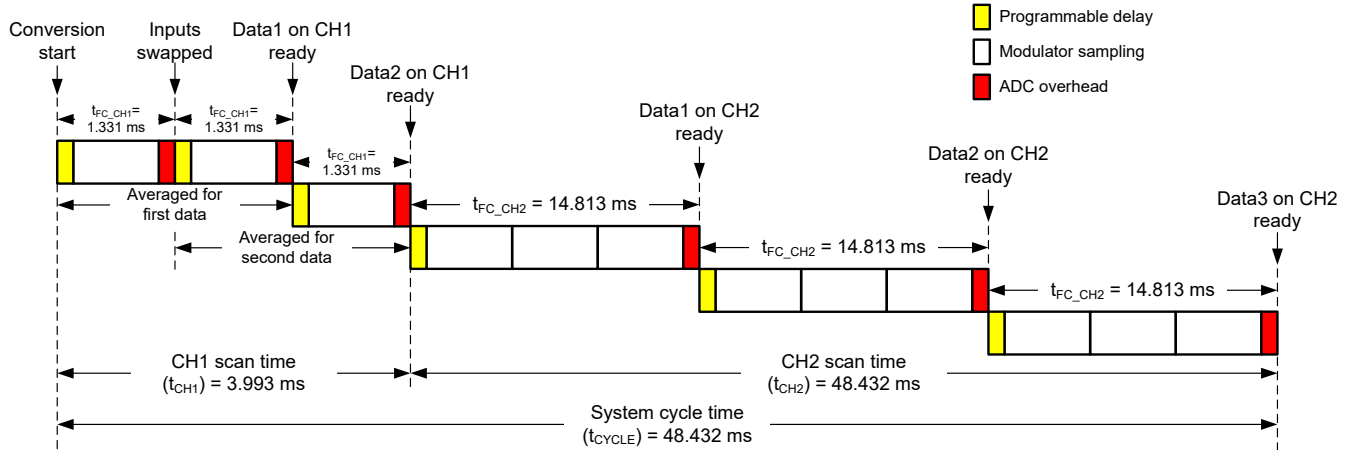 Programmable delay
Modulator sampling
ADC overhead
Conversion
start
Inputs
swapped
Data1 on CH1
ready
Data2 on CH1
ready
Data1 on CH2
ready
Data2 on CH2
ready
Data3 on CH2
ready
tFC_CH1=
1.331 ms
tFC_CH1=
1.331 ms
tFC_CH1=
1.331 ms
Averaged for
first data
Averaged for
second data
tFC_CH2 = 14.813 ms
tFC_CH2 = 14.813 ms
tFC_CH2 = 14.813 ms
CH1 scan time
(tCH1) = 3.993 ms
CH2 scan time
(tCH2) = 48.432 ms
System cycle time
(tCYCLE) = 48.432 ms